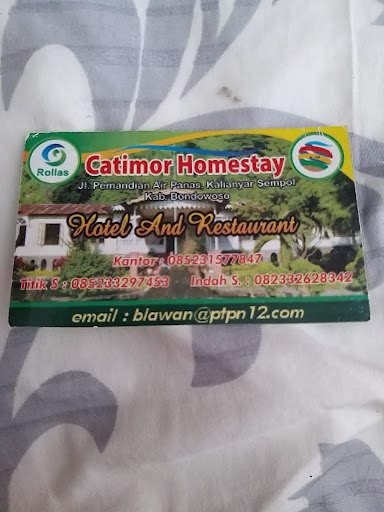 Rollas
Catimor Homestay
Jl. Pemandian Air Panas, Kalianyar Sempol
Kab. Bondowoso
Hotel And Restaurant
Kantor : 085231577847
Titik S : 085233297453 Indah S. : 082332628342
email : blawan@ptpn12.com